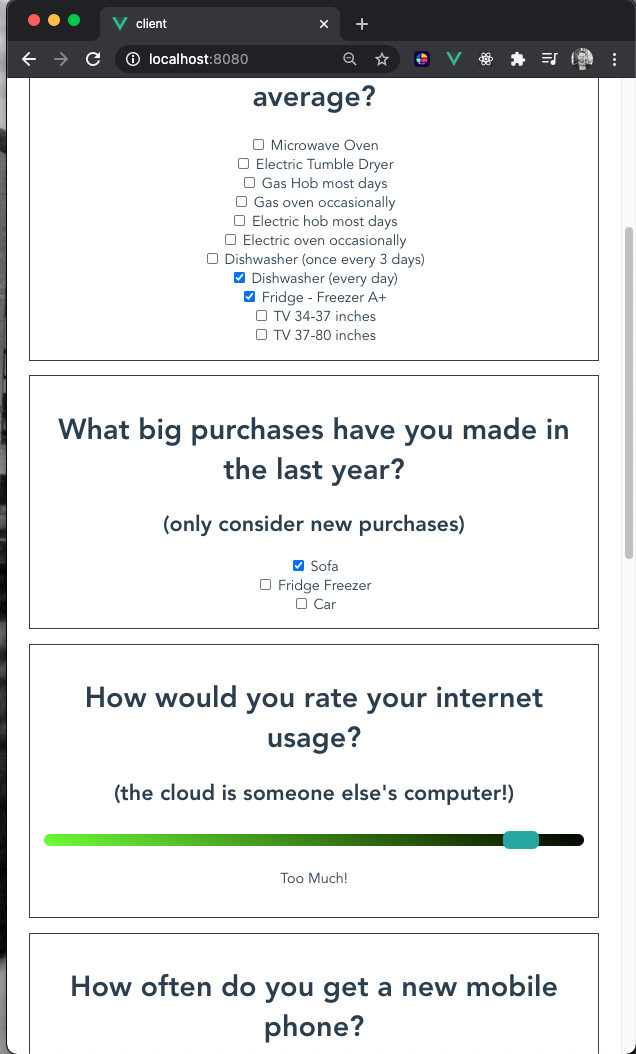 client
localhost:8080
average?
Microwave Oven
Electric Tumble Dryer
Gas Hob most days
Gas oven occasionally
Electric hob most days
Electric oven occasionally
Dishwasher (once every 3 days)
Dishwasher (every day)
Fridge - Freezer A+
TV 34-37 inches
TV 37-80 inches
What big purchases have you made in
the last year?
(only consider new purchases)
Sofa
Fridge Freezer
Car
How would you rate your internet
usage?
(the cloud is someone else's computer!)
Too Much!
How often do you get a new mobile
phone?